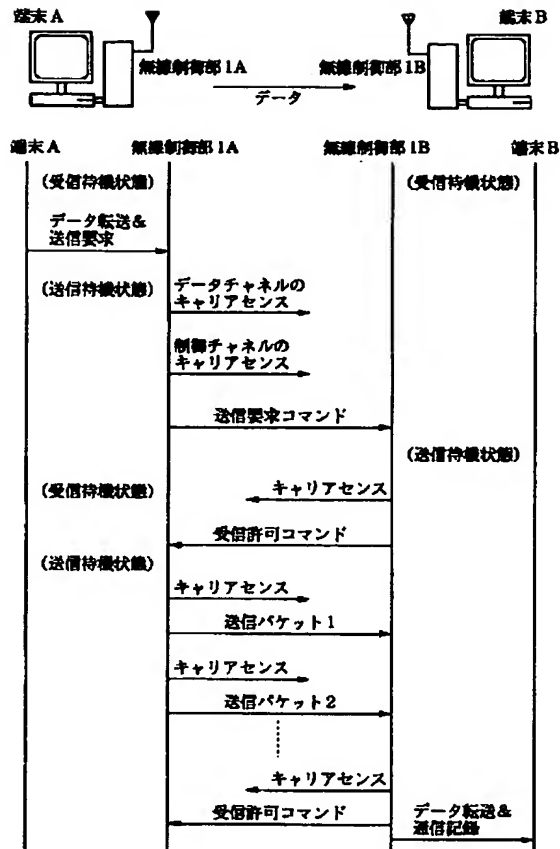 端末A
端末B
無線制御部1A
無線制御部1B
データ
端末A
無線制御部1A
無線制御部1B
端末B
(受信待機状態)
(受信待機状態)
データ転送&
送信要求
(送信待機状態)
データチャネルの
キャリアセンス
制御チャネルの
キャリアセンス
送信要求コマンド
(送信待機状態)
(受信待機状態)
キャリアセンス
受信許可コマンド
(送信待機状態)
キャリアセンス
送信パケット1
キャリアセンス
送信パケット2
キャリアセンス
受信許可コマンド
データ転送&
通信記録